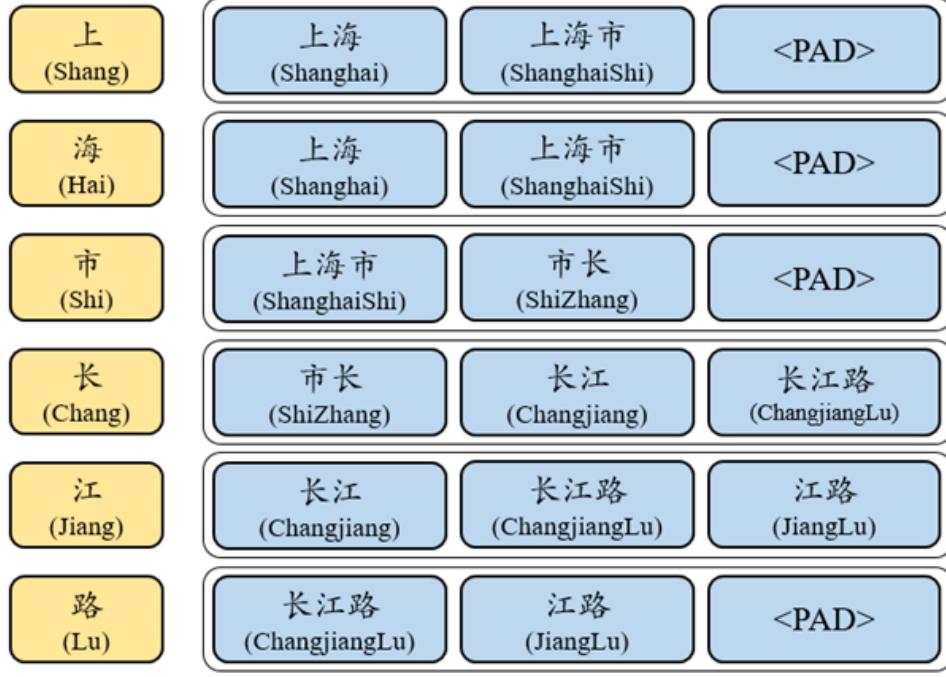 上 上海 上海市 <PAD>
(Shang) (Shanghai) (ShanghaiShi)
海 上海 上海市 <PAD>
(Hai) (Shanghai) (ShanghaiShi)
市 上海市 市长 <PAD>
(Shi) (ShanghaiShi) (ShiZhang)
长 市长 长江 长江路
(Chang) (ShiZhang) (Changjiang) (ChangjiangLu)
江 长江 长江路 江路
(Jiang) (Changjiang) (ChangjiangLu) (JiangLu)
路 长江路 江路 <PAD>
(Lu) (ChangjiangLu) (JiangLu)